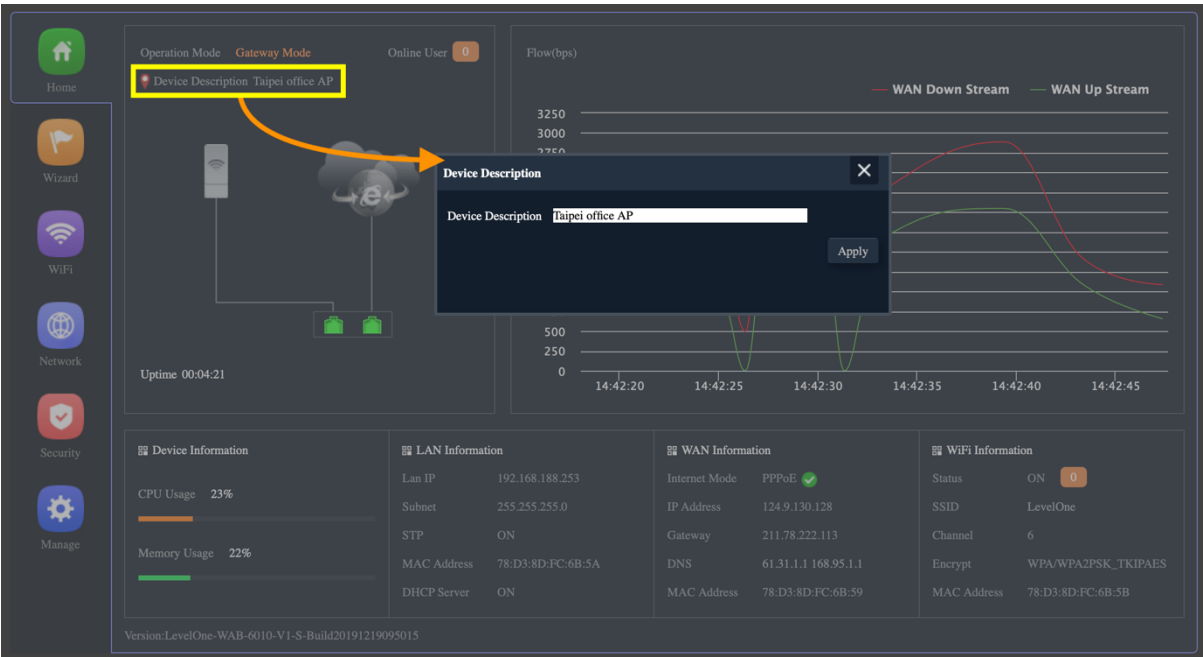 Home
Wizard
WiFi
Network
Security
Manage
Operation Mode Gateway Mode Online User 0
Device Description Taipei office AP
Uptime 00:04:21
Flow(bps)
WAN Down Stream WAN Up Stream
3250
3000
2750
500
250
0
14:42:20 14:42:25 14:42:30 14:42:35 14:42:40 14:42:45
Device Description
Device Description Taipei office AP
Apply
Device Information
CPU Usage 23%
Memory Usage 22%
LAN Information
Lan IP 192.168.188.253
Subnet 255.255.255.0
STP ON
MAC Address 78:D3:8D:FC:6B:5A
DHCP Server ON
WAN Information
Internet Mode PPPoE
IP Address 124.9.130.128
Gateway 211.78.222.113
DNS 61.31.1.1 168.95.1.1
MAC Address 78:D3:8D:FC:6B:59
WiFi Information
Status ON 0
SSID LevelOne
Channel 6
Encrypt WPA/WPA2PSK_TKIPAES
MAC Address 78:D3:8D:FC:6B:5B
Version:LevelOne-WAB-6010-V1-S-Build20191219095015